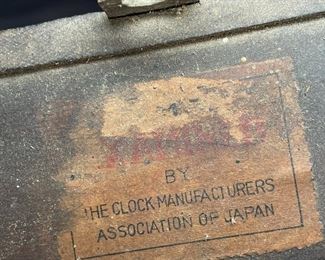 BY
THE CLOCK MANUFACTURERS
ASSOCIATION OF JAPAN